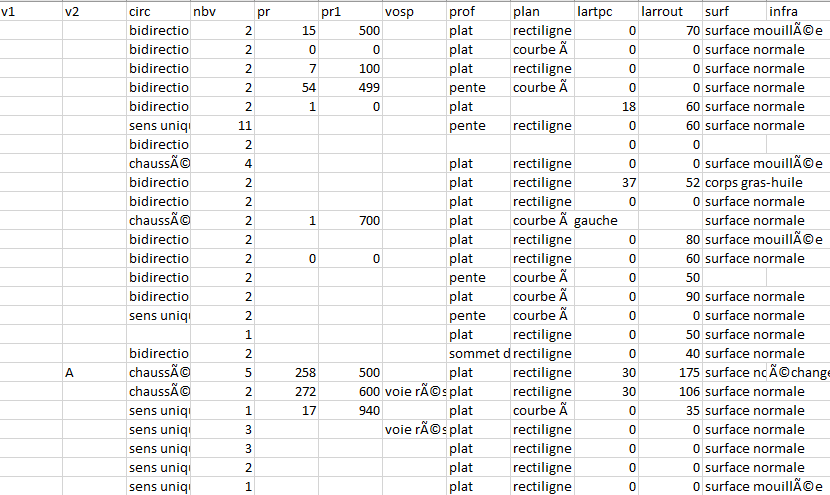 v1 v2 circ nbv pr pr1 vosp prof plan lartpc larrout surf infra
bidirectio 2 15 500 plat rectiligne 0 70 surface mouillÃ©e
bidirectio 2 0 0 plat courbe Ã 0 0 surface normale
bidirectio 2 7 100 plat rectiligne 0 0 surface normale
bidirectio 2 54 499 pente courbe Ã 0 0 surface normale
bidirectio 2 1 0 plat 18 60 surface normale
sens uniq 11 pente rectiligne 0 60 surface normale
bidirectio 2 0 0
chaussÃ© 4 plat rectiligne 0 0 surface mouillÃ©e
bidirectio 2 plat rectiligne 37 52 corps gras-huile
bidirectio 2 plat rectiligne 0 0 surface normale
chaussÃ© 2 1 700 plat courbe Ã gauche surface normale
bidirectio 2 plat rectiligne 0 80 surface mouillÃ©e
bidirectio 2 0 0 plat rectiligne 0 60 surface normale
bidirectio 2 pente courbe Ã 0 50
bidirectio 2 plat courbe Ã 0 90 surface normale
sens uniq 2 pente courbe Ã 0 0 surface normale
1 plat rectiligne 0 50 surface normale
bidirectio 2 sommet d rectiligne 0 40 surface normale
A chaussÃ© 5 258 500 plat rectiligne 30 175 surface no Ã©change
chaussÃ© 2 272 600 voie rÃ©s plat rectiligne 30 106 surface normale
sens uniq 1 17 940 plat courbe Ã 0 35 surface normale
sens uniq 3 voie rÃ©s plat rectiligne 0 0 surface normale
sens uniq 3 plat rectiligne 0 0 surface normale
sens uniq 2 plat rectiligne 0 0 surface normale
sens uniq 1 plat rectiligne 0 0 surface mouillÃ©e